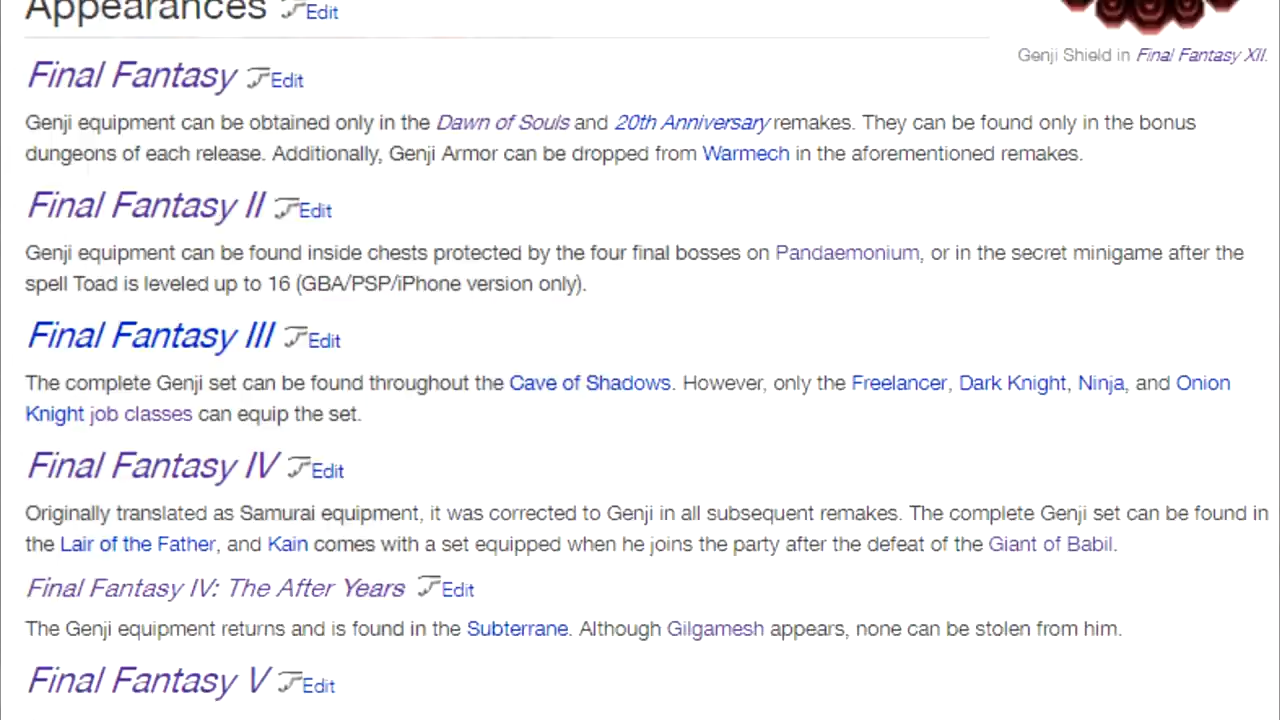 Appearances Edit
Genji Shield in Final Fantasy XII.
Final Fantasy Edit
Genji equipment can be obtained only in the Dawn of Souls and 20th Anniversary remakes. They can be found only in the bonus
dungeons of each release. Additionally, Genji Armor can be dropped from Warmech in the aforementioned remakes.
Final Fantasy II Edit
Genji equipment can be found inside chests protected by the four final bosses on Pandaemonium, or in the secret minigame after the
spell Toad is leveled up to 16 (GBA/PSP/iPhone version only).
Final Fantasy III Edit
The complete Genji set can be found throughout the Cave of Shadows. However, only the Freelancer, Dark Knight, Ninja, and Onion
Knight job classes can equip the set.
Final Fantasy IV Edit
Originally translated as Samurai equipment, it was corrected to Genji in all subsequent remakes. The complete Genji set can be found in
the Lair of the Father, and Kain comes with a set equipped when he joins the party after the defeat of the Giant of Babil.
Final Fantasy IV: The After Years Edit
The Genji equipment returns and is found in the Subterrane. Although Gilgamesh appears, none can be stolen from him.
Final Fantasy V Edit